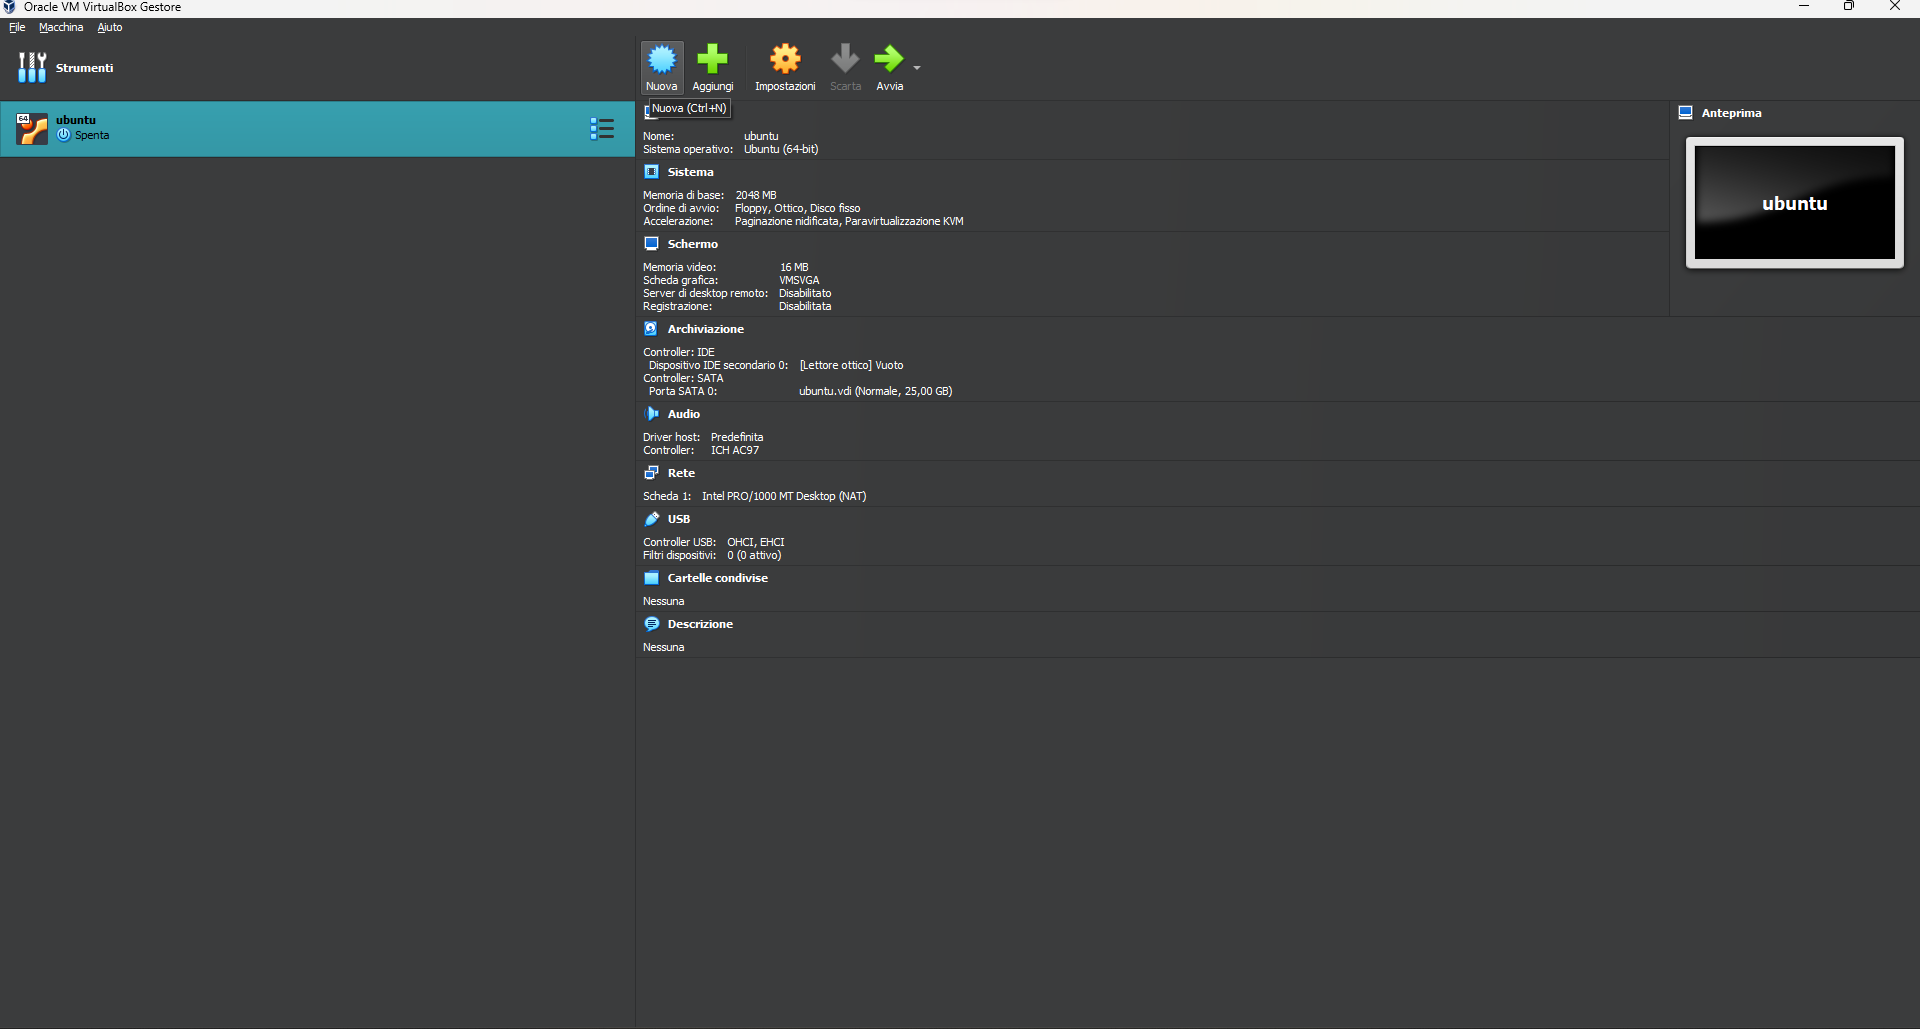 Oracle VM VirtualBox Gestore
File Macchina Aiuto
Strumenti
64
ubuntu
Spenta
Nuova Aggiungi Impostazioni Scarta Avvia
Nuova (Ctrl+N)
Nome: ubuntu
Sistema operativo: Ubuntu (64-bit)
Sistema
Memoria di base: 2048 MB
Ordine di avvio: Floppy, Ottico, Disco fisso
Accelerazione: Paginazione nidificata, Paravirtualizzazione KVM
Schermo
Memoria video: 16 MB
Scheda grafica: VMSVGA
Server di desktop remoto: Disabilitato
Registrazione: Disabilitata
Archiviazione
Controller: IDE
Dispositivo IDE secondario 0: [Lettore ottico] Vuoto
Controller: SATA
Porta SATA 0: ubuntu.vdi (Normale, 25,00 GB)
Audio
Driver host: Predefinita
Controller: ICH AC97
Rete
Scheda 1: Intel PRO/1000 MT Desktop (NAT)
USB
Controller USB: OHCI, EHCI
Filtri dispositivi: 0 (0 attivo)
Cartelle condivise
Nessuna
Descrizione
Nessuna
Anteprima
ubuntu